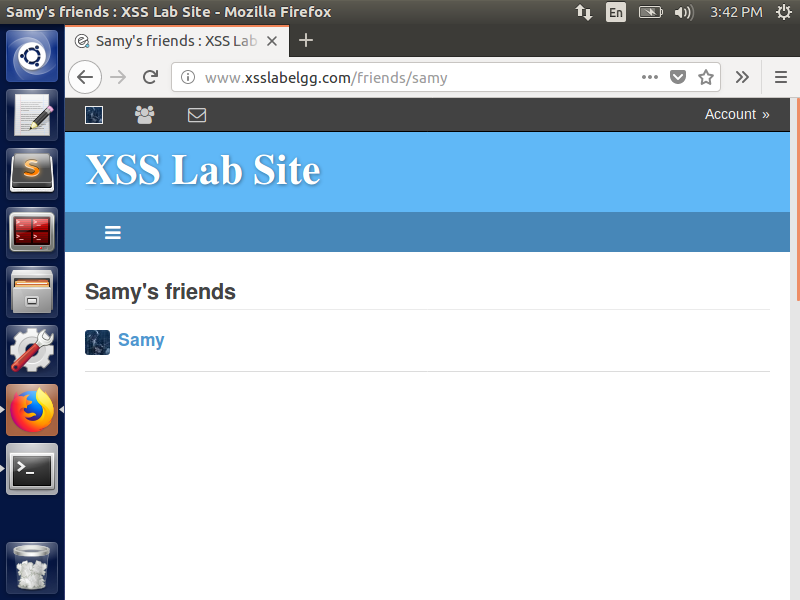 Samy's friends : XSS Lab Site - Mozilla Firefox
En
3:42 PM
Samy's friends : XSS Lab
www.xsslabelgg.com/friends/samy
Account »
XSS Lab Site
Samy's friends
Samy